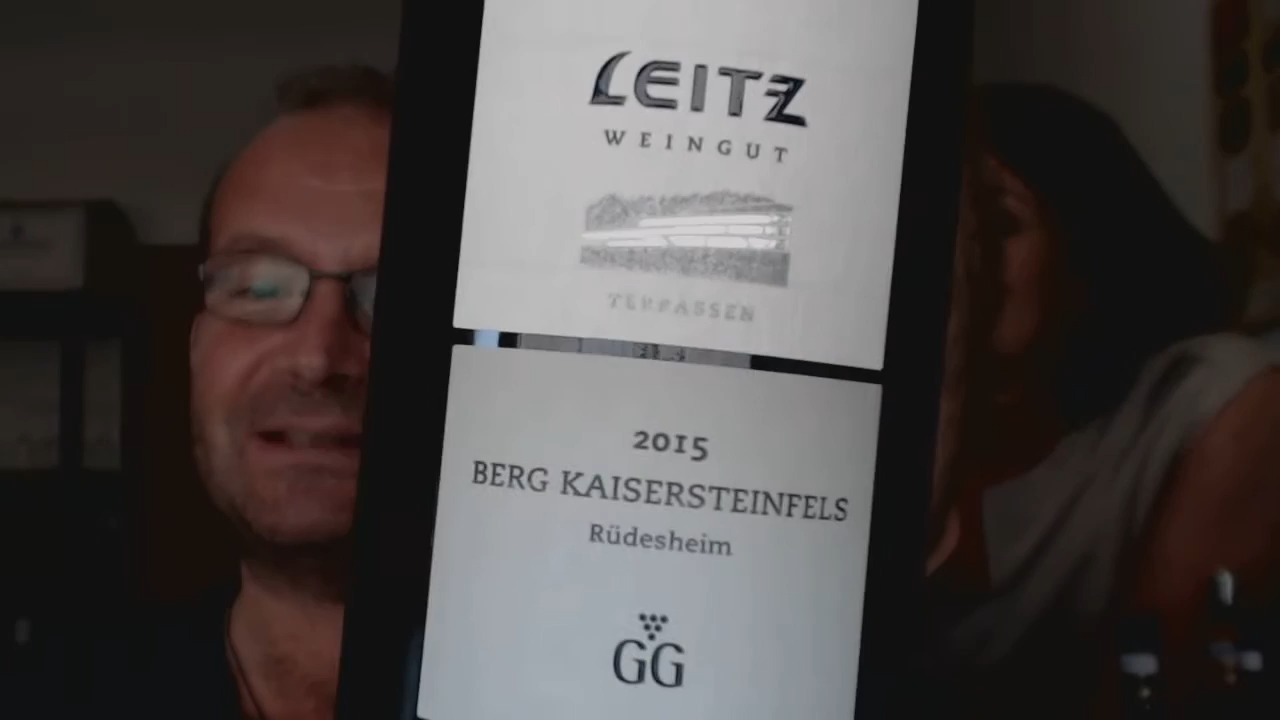 LEITZ
WEINGUT
TERRASSEN
2015
BERG KAISERSTEINFELS
Rüdesheim
GG